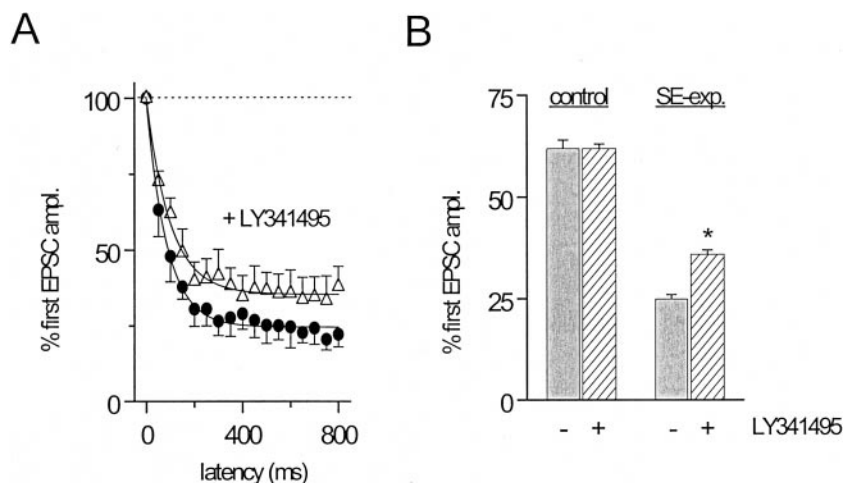 A
% first EPSC ampl.
100
50
0
+ LY341495
0
400
800
latency (ms)
B
% first EPSC ampl.
75
50
25
0
control
SE-exp.
*
- + - + LY341495